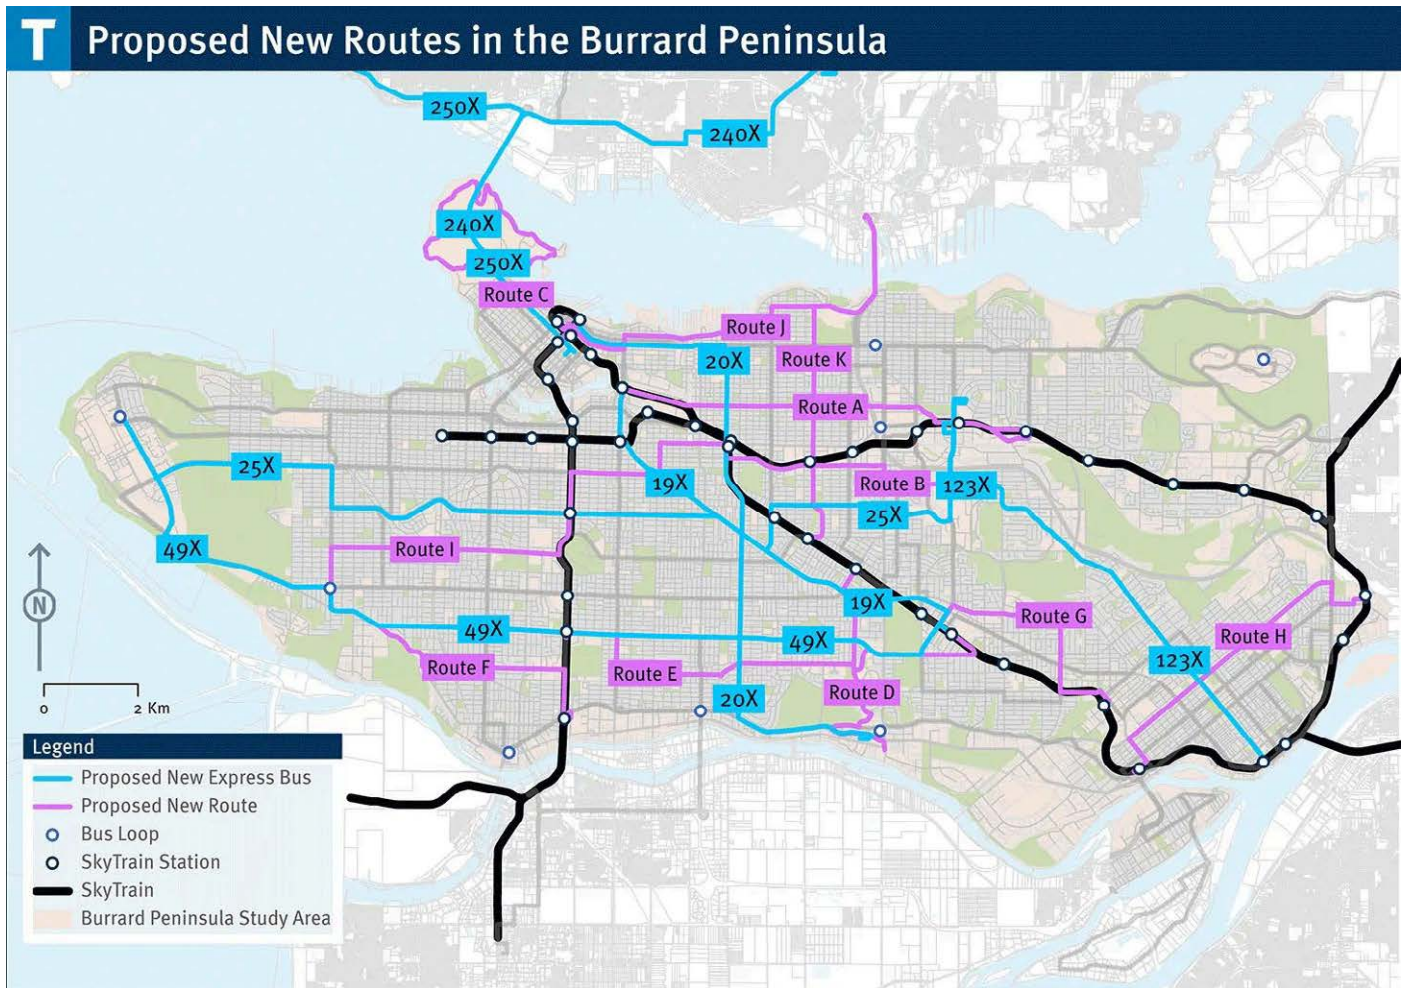 T Proposed New Routes in the Burrard Peninsula
250X
240X
240X
250X
Route C
Route J
20X
Route K
Route A
25X
19X
Route B
123X
25X
49X
Route I
19X
Route G
49X
49X
Route H
Route F
Route E
123X
Route D
20X
N
0 2 Km
Legend
Proposed New Express Bus
Proposed New Route
Bus Loop
SkyTrain Station
SkyTrain
Burrard Peninsula Study Area